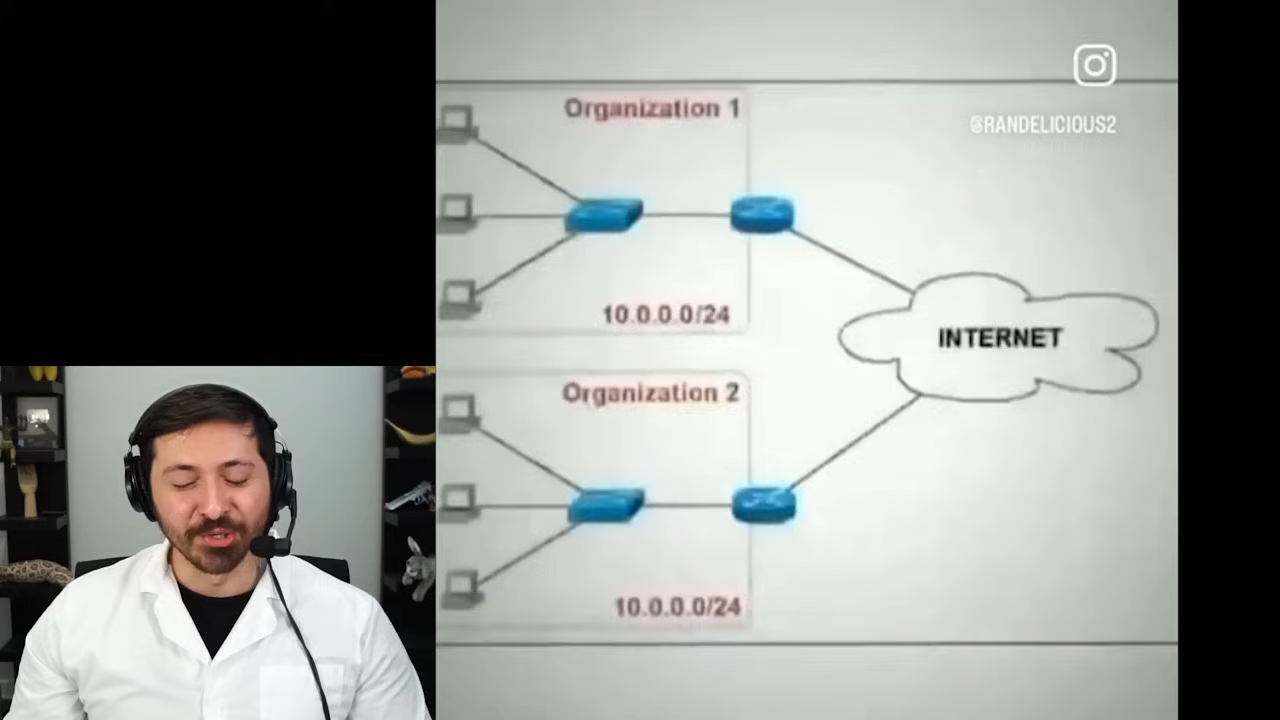 Organization 1
@RANDELICIOUS2
10.0.0.0/24
INTERNET
Organization 2
10.0.0.0/24